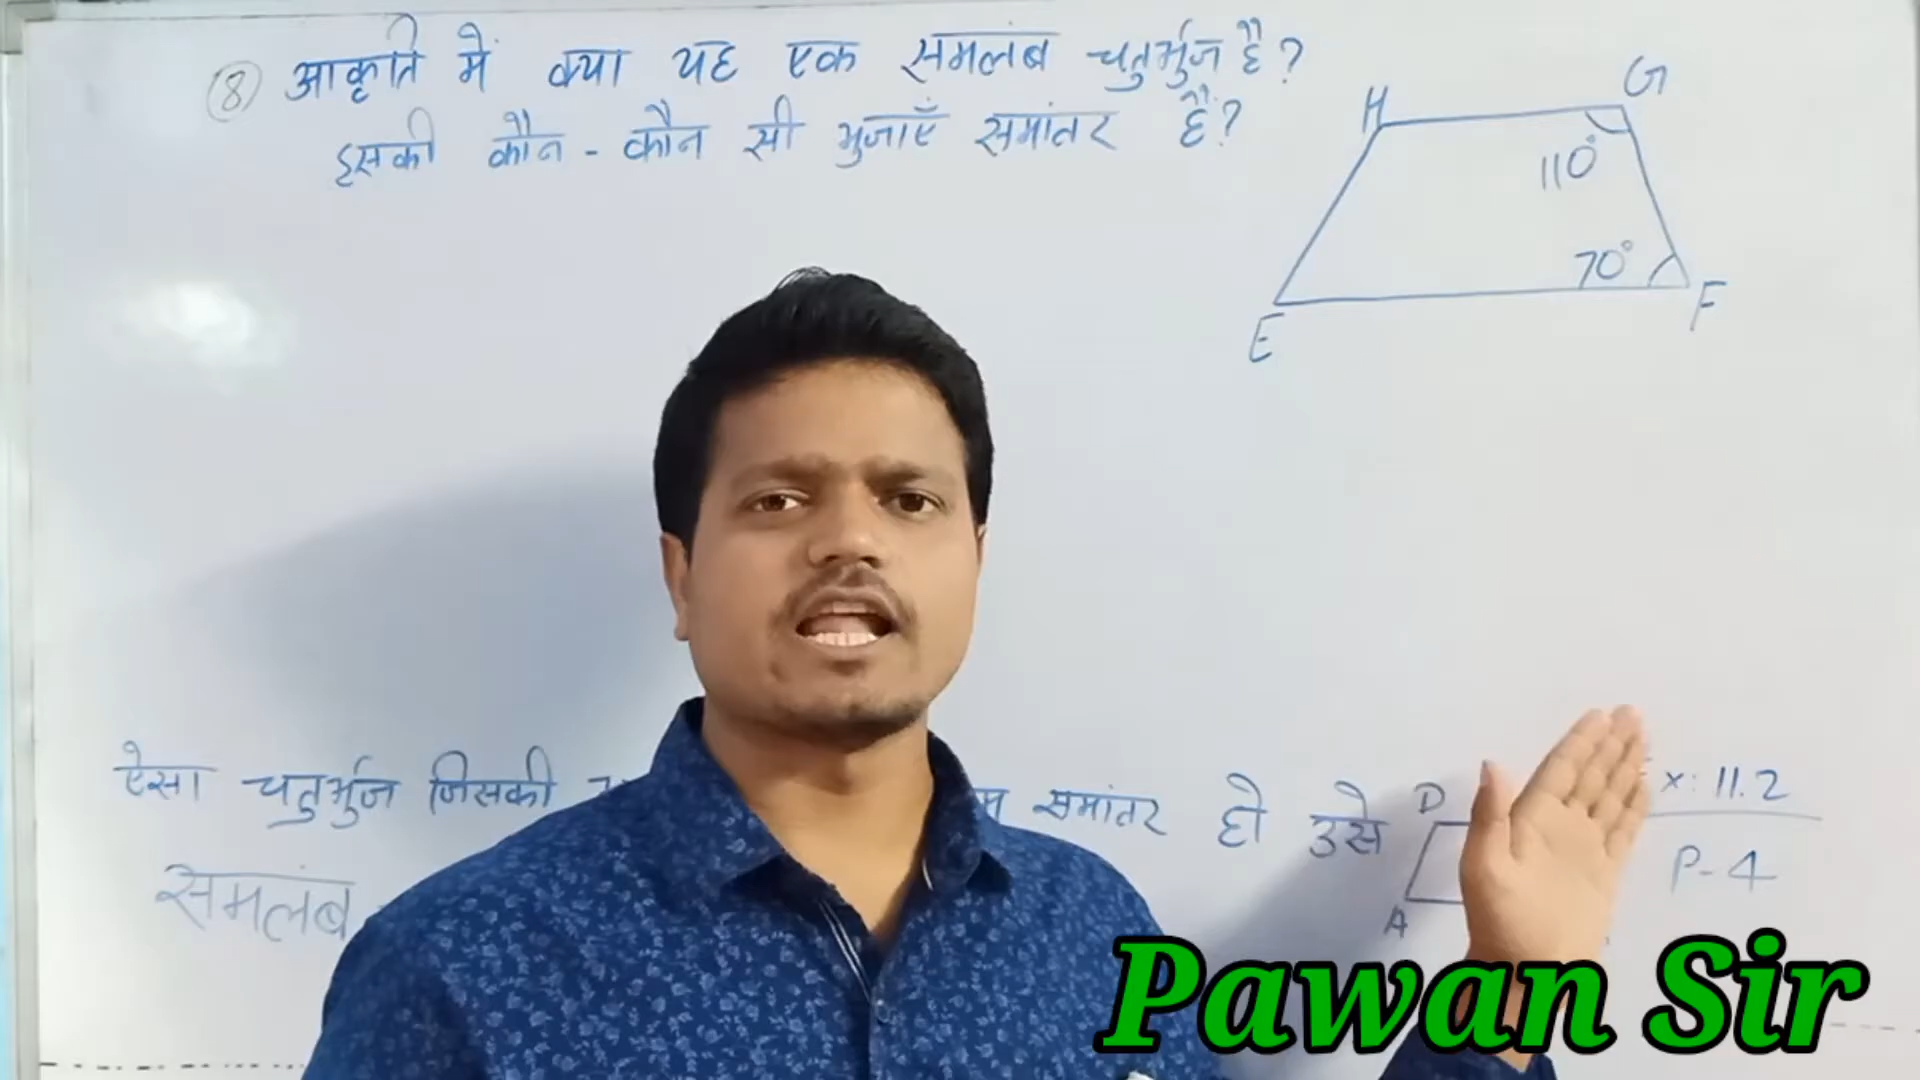 (8) आकृति में क्या यह एक समलंब चतुर्भुज है?
इसकी कौन-कौन सी भुजाएँ समांतर हैं?
H
G
110°
70°
E
F
ऐसा चतुर्भुज जिसकी समांतर हो उसे
समलंब
D
A
x: 11.2
P-4
Pawan Sir